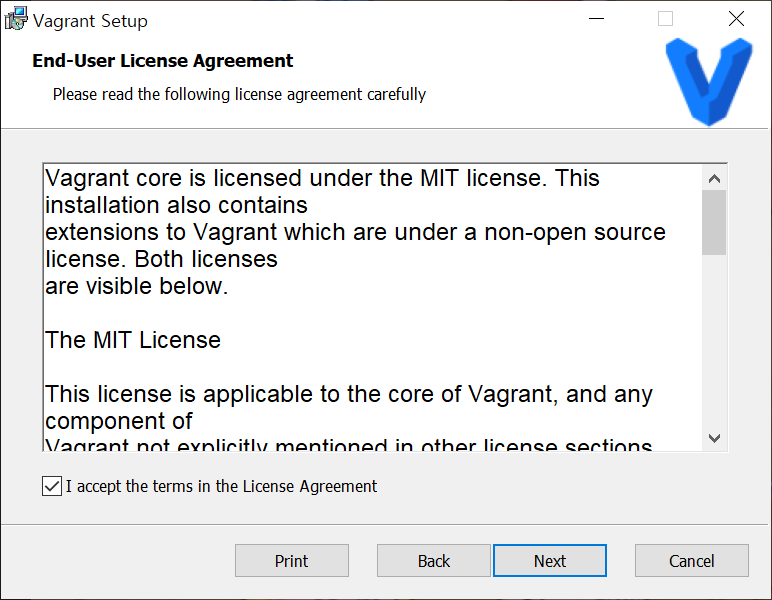 Vagrant Setup
End-User License Agreement
Please read the following license agreement carefully
Vagrant core is licensed under the MIT license. This
installation also contains
extensions to Vagrant which are under a non-open source
license. Both licenses
are visible below.
The MIT License
This license is applicable to the core of Vagrant, and any
component of
Vagrant not explicitly mentioned in other license sections
I accept the terms in the License Agreement
Print
Back
Next
Cancel